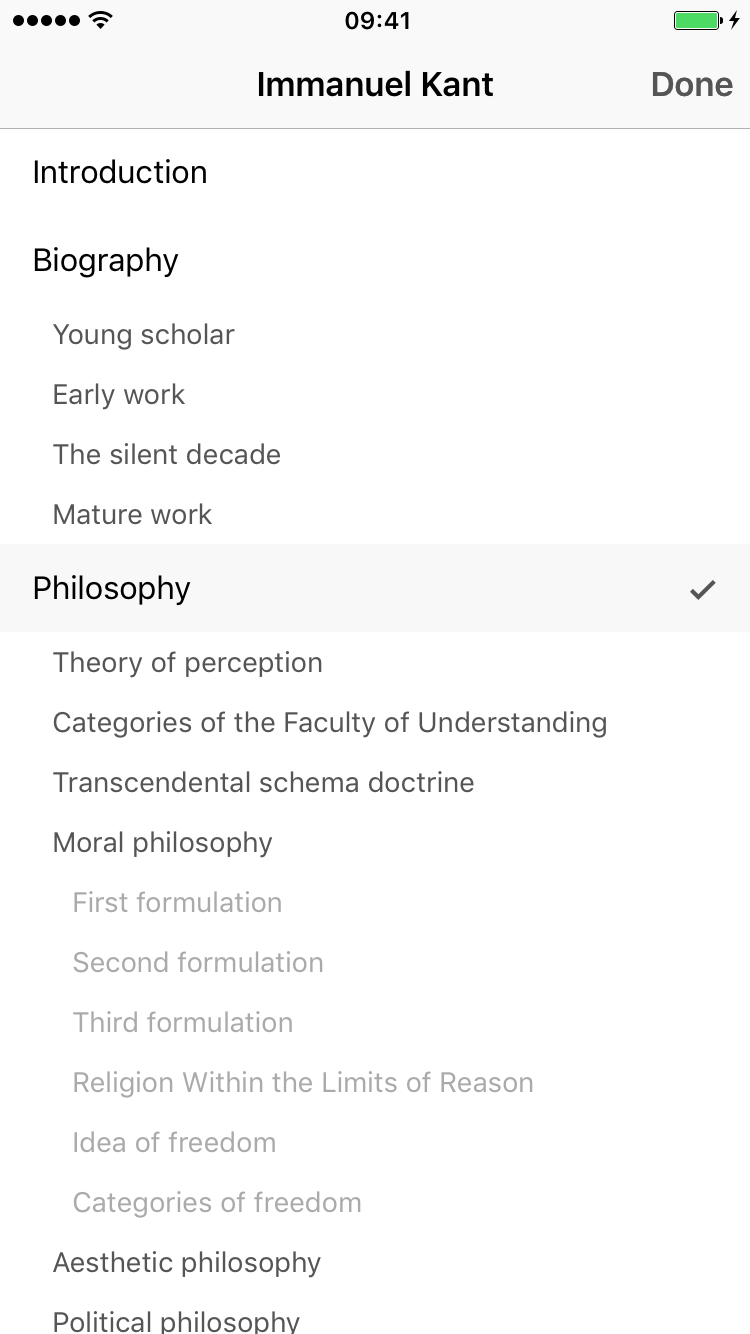 09:41
Immanuel Kant
Done
Introduction
Biography
Young scholar
Early work
The silent decade
Mature work
Philosophy
Theory of perception
Categories of the Faculty of Understanding
Transcendental schema doctrine
Moral philosophy
First formulation
Second formulation
Third formulation
Religion Within the Limits of Reason
Idea of freedom
Categories of freedom
Aesthetic philosophy
Political philosophy